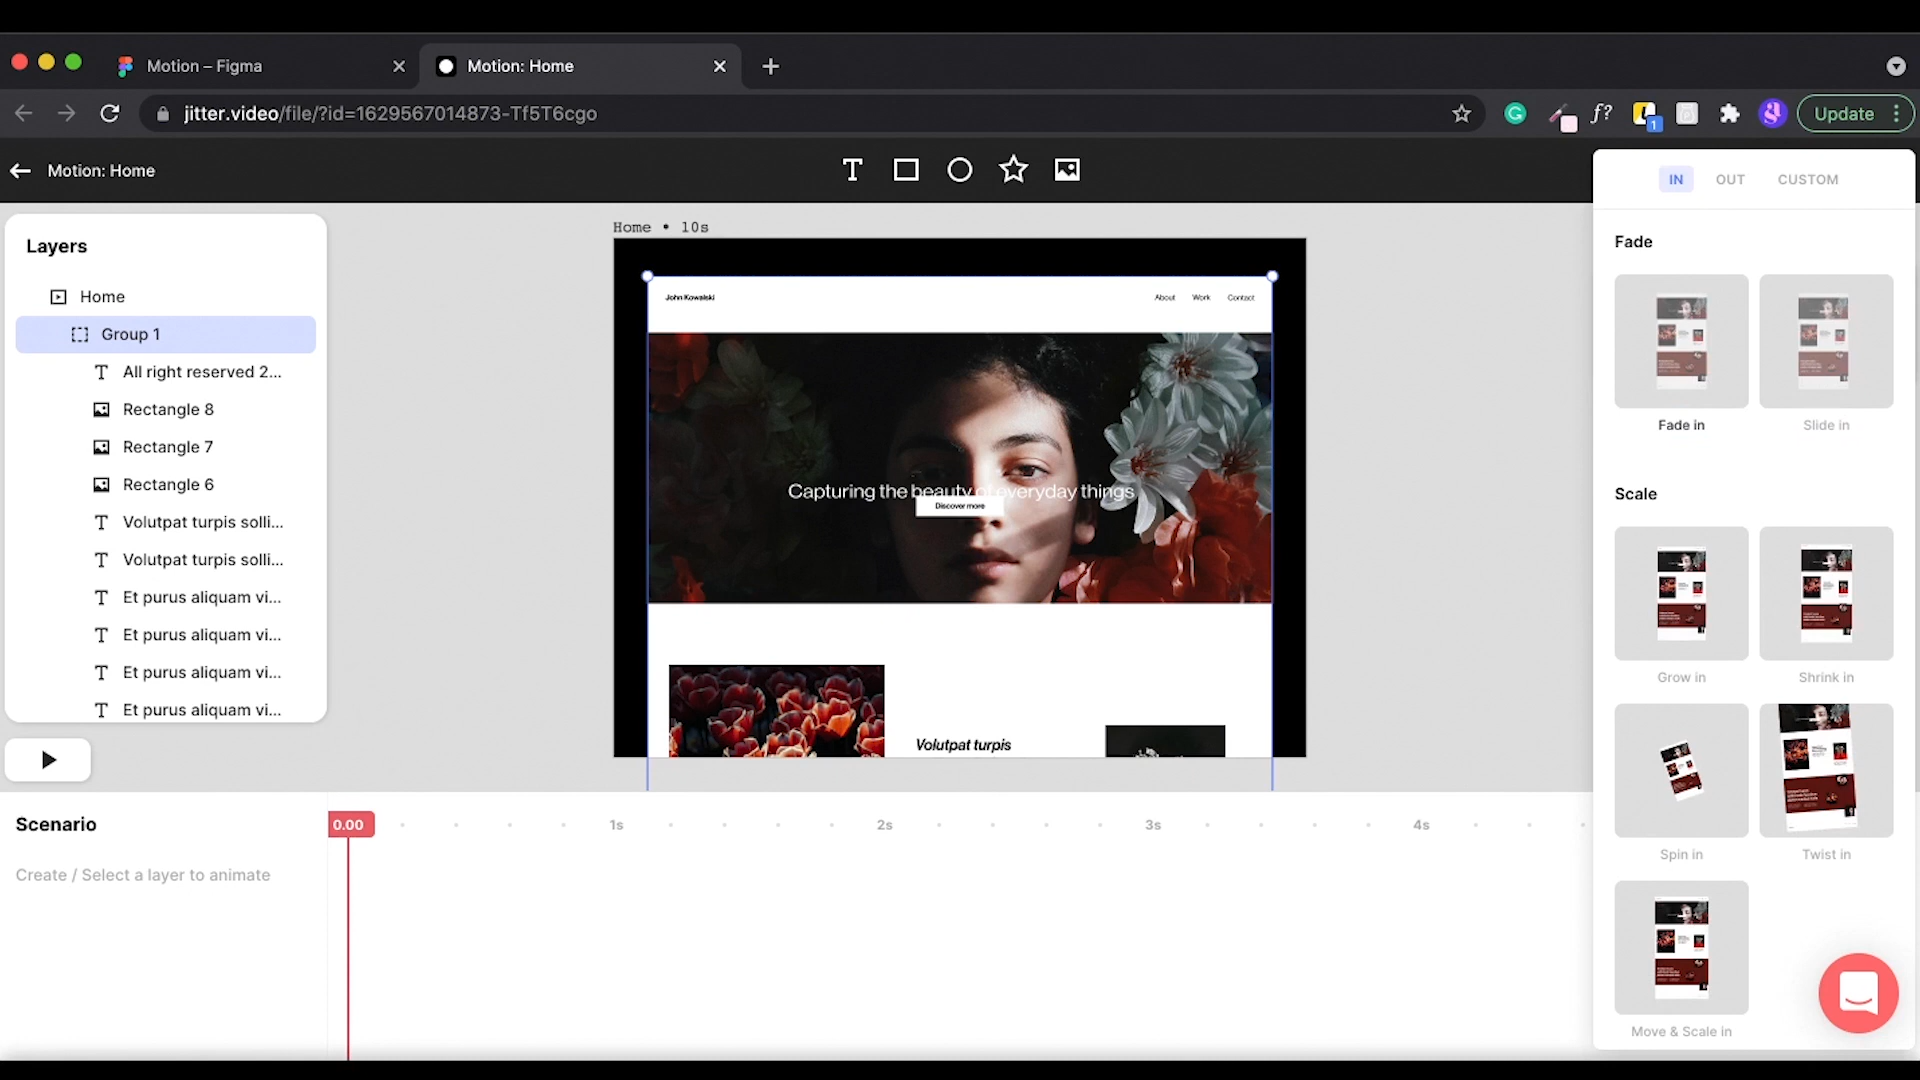 Motion – Figma
Motion: Home
jitter.video/file/?id=1629567014873-Tf5T6cgo
f?
1
Update
Motion: Home
IN OUT CUSTOM
Layers
Home
Group 1
All right reserved 2...
Rectangle 8
Rectangle 7
Rectangle 6
Volutpat turpis solli...
Volutpat turpis solli...
Et purus aliquam vi...
Et purus aliquam vi...
Et purus aliquam vi...
Et purus aliquam vi...
Home • 10s
John Kowalski
About Work Contact
Capturing the beauty of everyday things
Discover more
Volutpat turpis
Fade
Fade in
Slide in
Scale
Grow in
Shrink in
Spin in
Twist in
Move & Scale in
Scenario
Create / Select a layer to animate
0.00
1s
2s
3s
4s